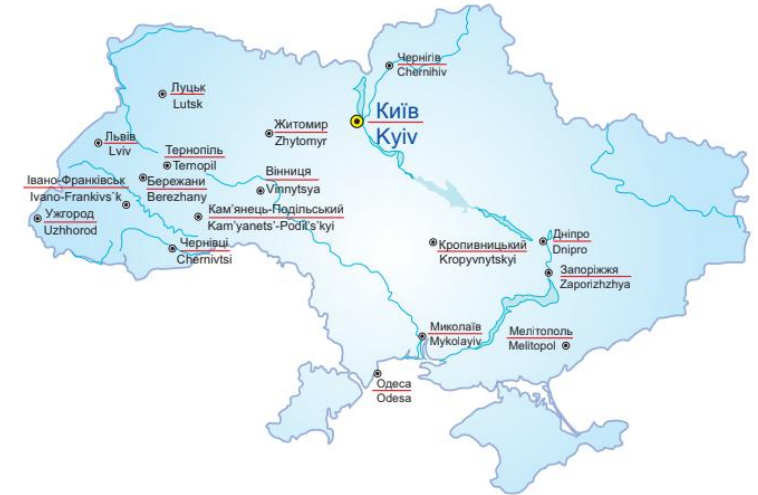 Чернігів
Chernihiv
Луцьк
Lutsk
Київ
Kyiv
Житомир
Zhytomyr
Львів
Lviv
Тернопіль
Ternopil
Вінниця
Vinnytsya
Івано-Франківськ
Ivano-Frankivs`k
Бережани
Berezhany
Кам'янець-Подільський
Kam'yanets'-Podil's'kyi
Ужгород
Uzhhorod
Чернівці
Chernivtsi
Кропивницький
Kropyvnytskyi
Дніпро
Dnipro
Запоріжжя
Zaporizhzhya
Миколаїв
Mykolayiv
Мелітополь
Melitopol
Одеса
Odesa